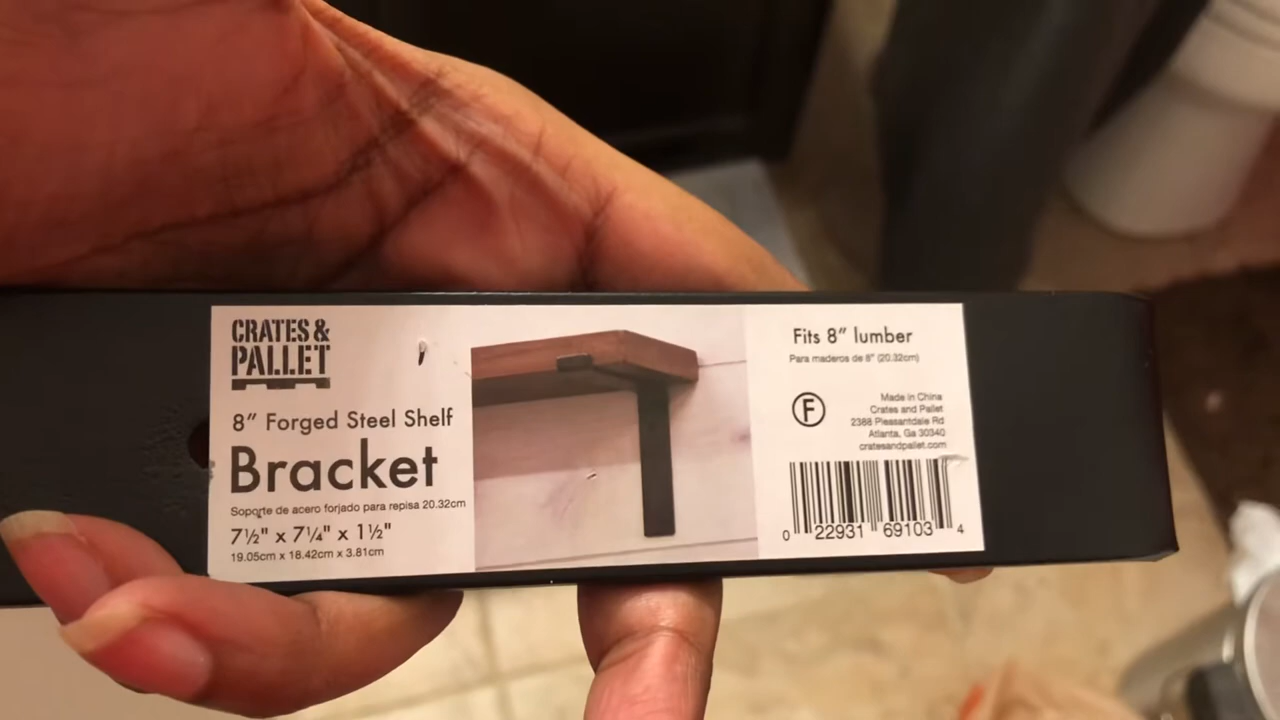 CRATES &
PALLET
8" Forged Steel Shelf
Bracket
Soporte de acero forjado para repisa 20.32cm
7½" x 7¼" x 1½"
19.05cm x 18.42cm x 3.81cm
Fits 8" lumber
Para maderos de 8" (20.32cm)
F
Made in China
Crates and Pallet
2388 Pleasantdale Rd
Atlanta, Ga 30340
cratesandpallet.com
0 22931 69103 4